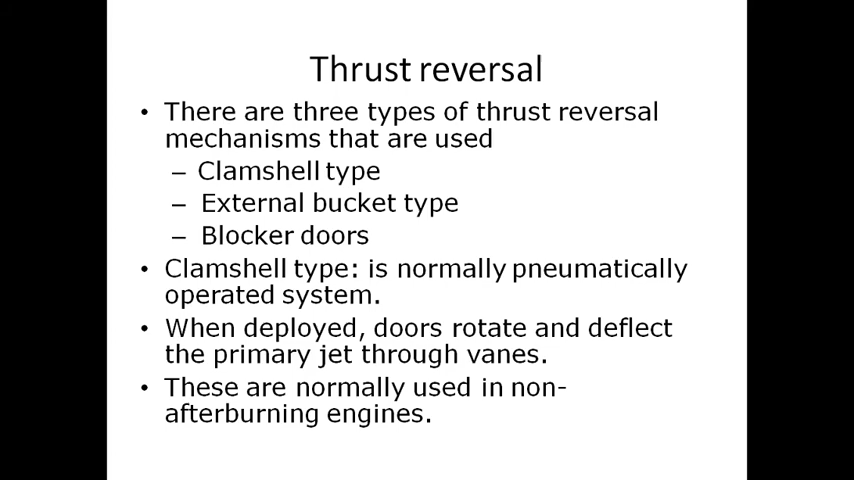 Thrust reversal
• There are three types of thrust reversal
mechanisms that are used
– Clamshell type
– External bucket type
– Blocker doors
• Clamshell type: is normally pneumatically
operated system.
• When deployed, doors rotate and deflect
the primary jet through vanes.
• These are normally used in non-
afterburning engines.